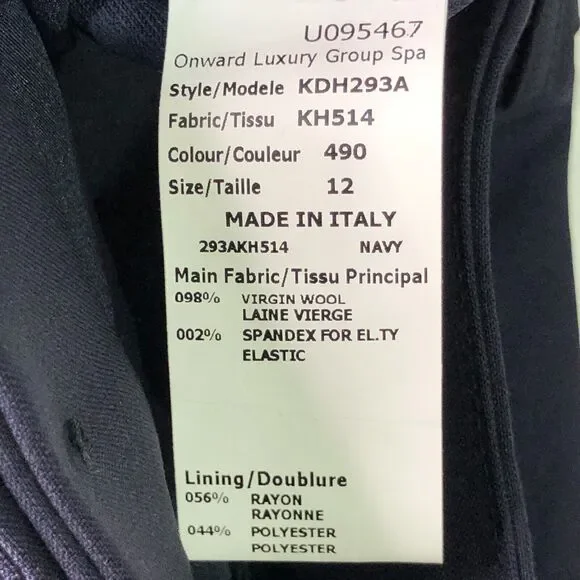 U095467
Onward Luxury Group Spa
Style/Modele KDH293A
Fabric/Tissu KH514
Colour/Couleur 490
Size/Taille 12
MADE IN ITALY
293AKH514 NAVY
Main Fabric/Tissu Principal
098% VIRGIN WOOL
LAINE VIERGE
002% SPANDEX FOR EL.TY
ELASTIC
Lining/Doublure
056% RAYON
RAYONNE
044% POLYESTER
POLYESTER